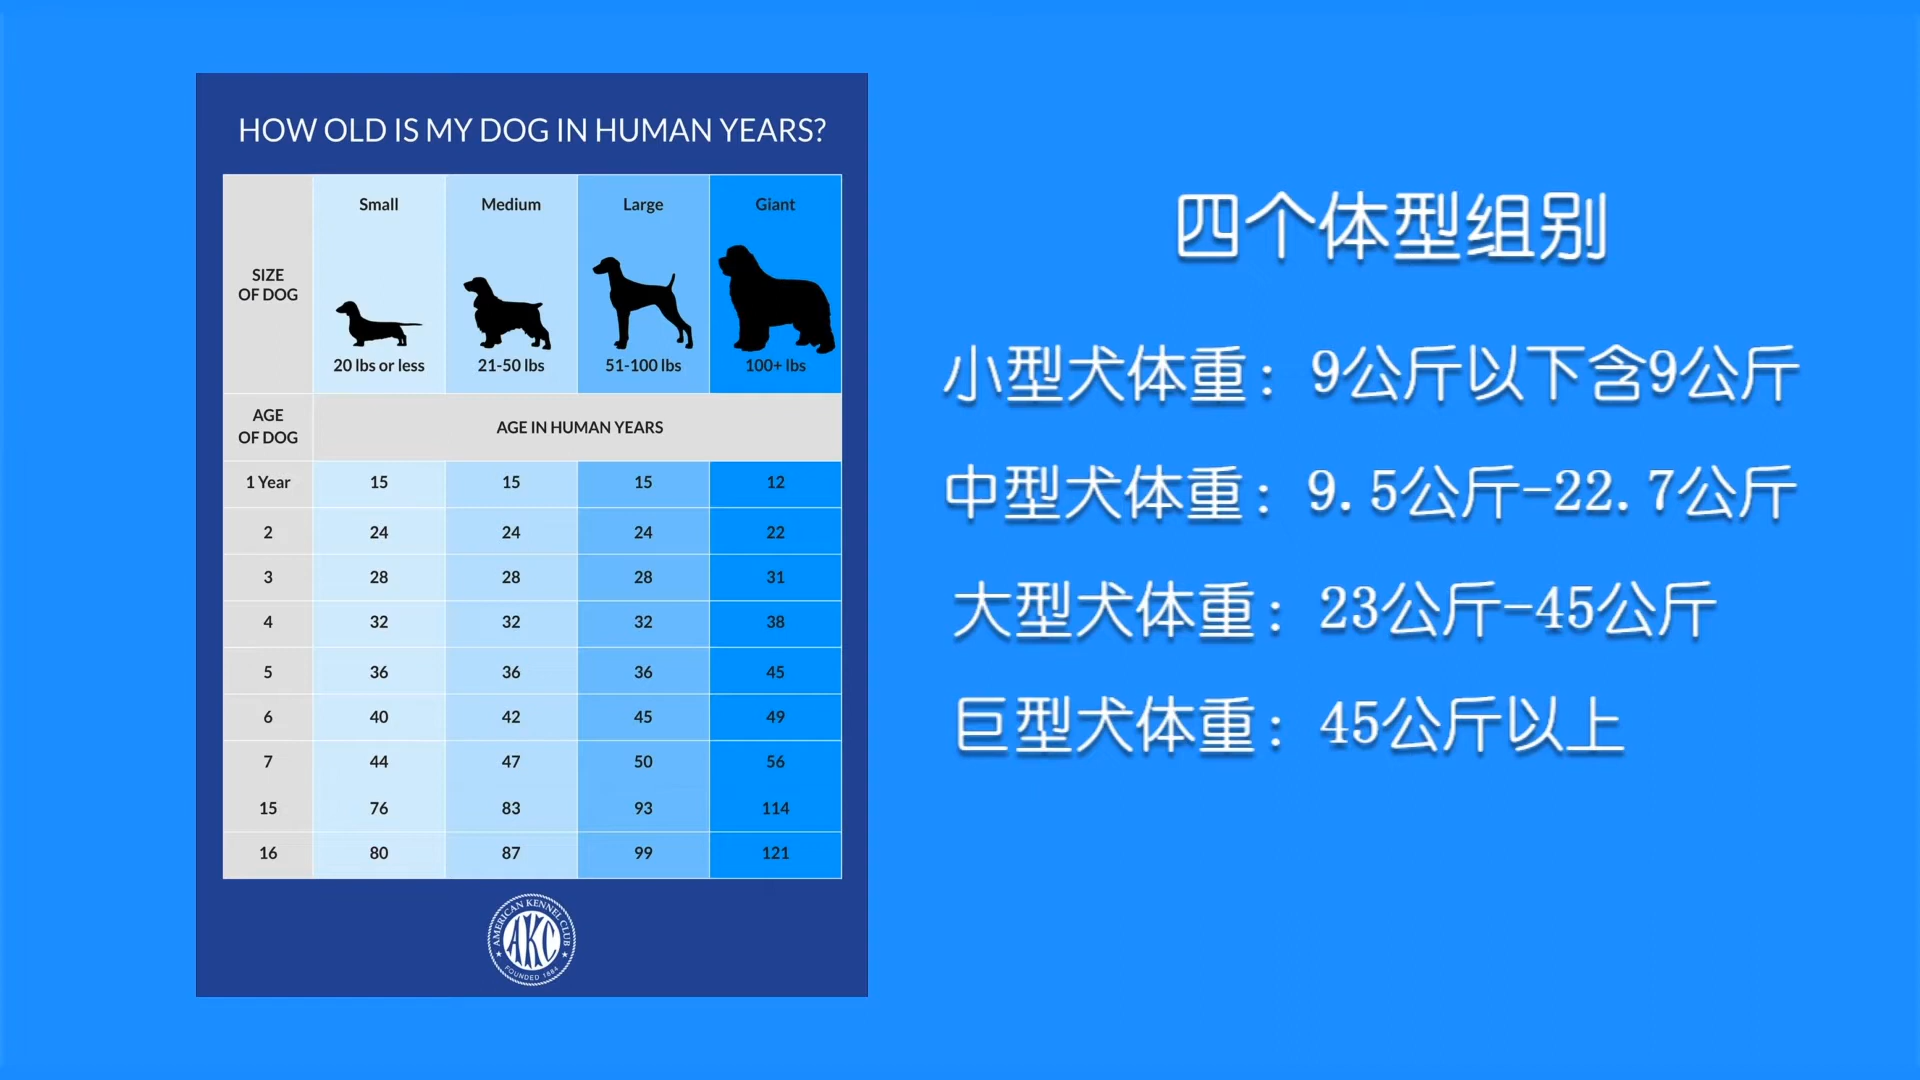 HOW OLD IS MY DOG IN HUMAN YEARS?
SIZE
OF DOG
Small Medium Large Giant
20 lbs or less 21-50 lbs 51-100 lbs 100+ lbs
AGE
OF DOG
AGE IN HUMAN YEARS
1 Year 15 15 15 12
2 24 24 24 22
3 28 28 28 31
4 32 32 32 38
5 36 36 36 45
6 40 42 45 49
7 44 47 50 56
15 76 83 93 114
16 80 87 99 121
AMERICAN KENNEL CLUB
AKC
FOUNDED 1884
四个体型组别
小型犬体重：9公斤以下含9公斤
中型犬体重：9.5公斤-22.7公斤
大型犬体重：23公斤-45公斤
巨型犬体重：45公斤以上